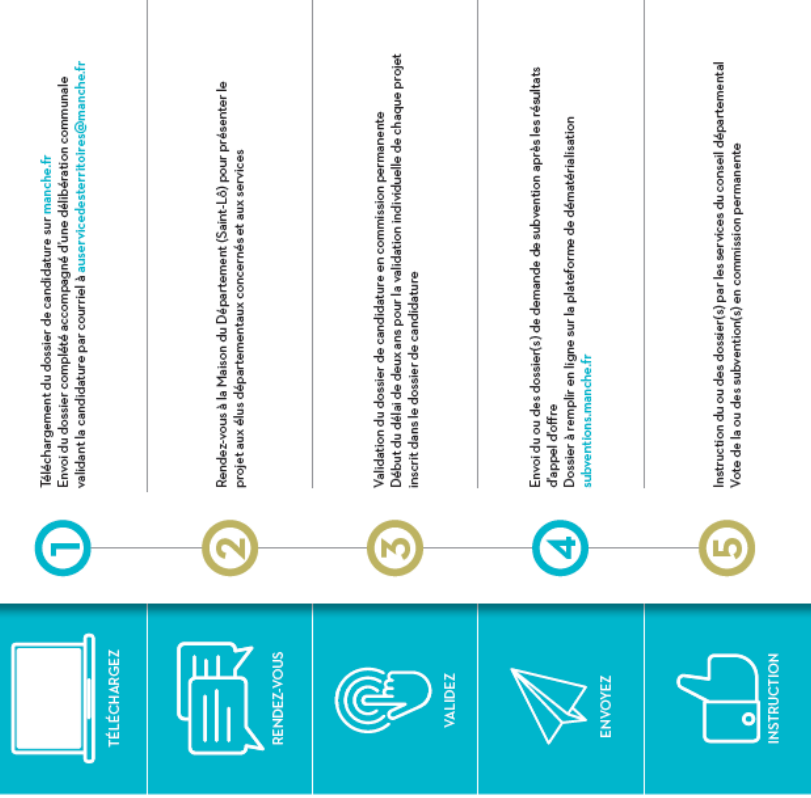 TÉLÉCHARGEZ
1
Téléchargement du dossier de candidature sur manche.fr
Envoi du dossier complété accompagné d'une délibération communale
validant la candidature par courriel à auservicedesterritoires@manche.fr
RENDEZ-VOUS
2
Rendez-vous à la Maison du Département (Saint-Lô) pour présenter le
projet aux élus départementaux concernés et aux services
VALIDEZ
3
Validation du dossier de candidature en commission permanente
Début du délai de deux ans pour la validation individuelle de chaque projet
inscrit dans le dossier de candidature
ENVOYEZ
4
Envoi du ou des dossier(s) de demande de subvention après les résultats
d'appel d'offre
Dossier à remplir en ligne sur la plateforme de dématérialisation
subventions.manche.fr
INSTRUCTION
5
Instruction du ou des dossier(s) par les services du conseil départemental
Vote de la ou des subvention(s) en commission permanente